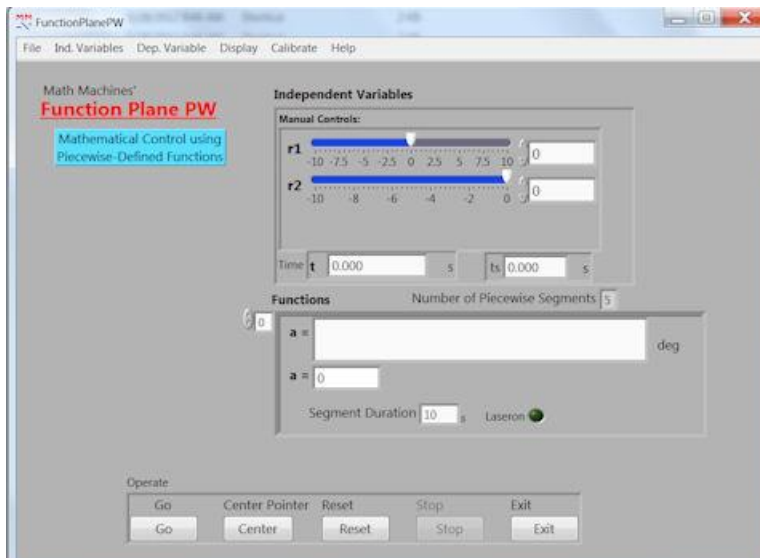 FunctionPlanePW
File Ind. Variables Dep. Variable Display Calibrate Help
Math Machines'
Function Plane PW
Mathematical Control using
Piecewise-Defined Functions
Independent Variables
Manual Controls:
r1
-10 -7.5 -5 -2.5 0 2.5 5 7.5 10
0
r2
-10 -8 -6 -4 -2 0
0
Time t 0.000 s ts 0.000 s
Functions Number of Piecewise Segments 5
0
a = deg
a = 0
Segment Duration 10 s Laseron
Operate
Go Center Pointer Reset Stop Exit
Go Center Reset Stop Exit